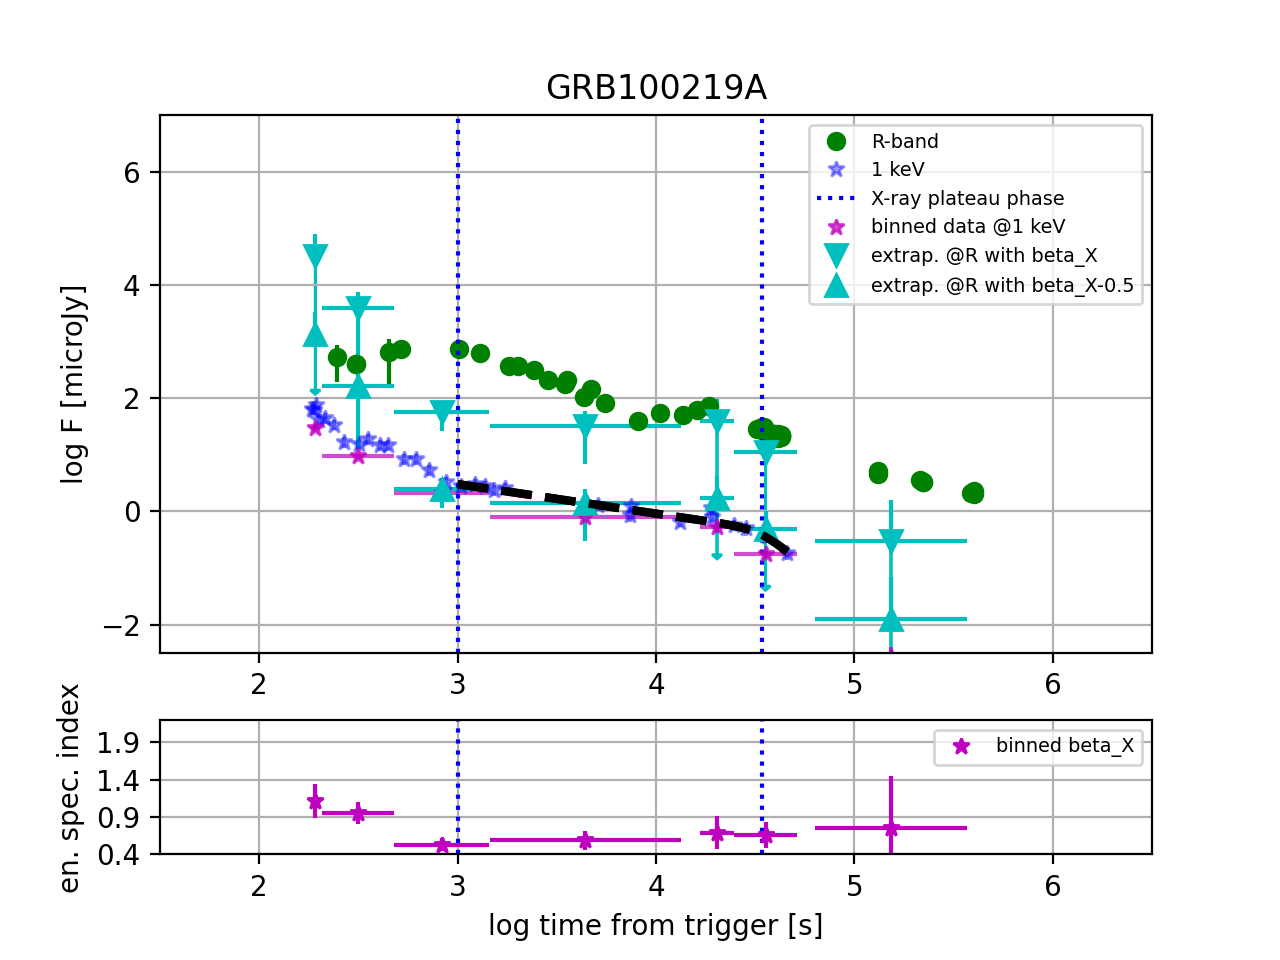 GRB100219A
log F [microJy]
6
4
2
0
−2
R-band
1 keV
X-ray plateau phase
binned data @1 keV
extrap. @R with beta_X
extrap. @R with beta_X-0.5
2 3 4 5 6
en. spec. index
1.9
1.4
0.9
0.4
binned beta_X
2 3 4 5 6
log time from trigger [s]